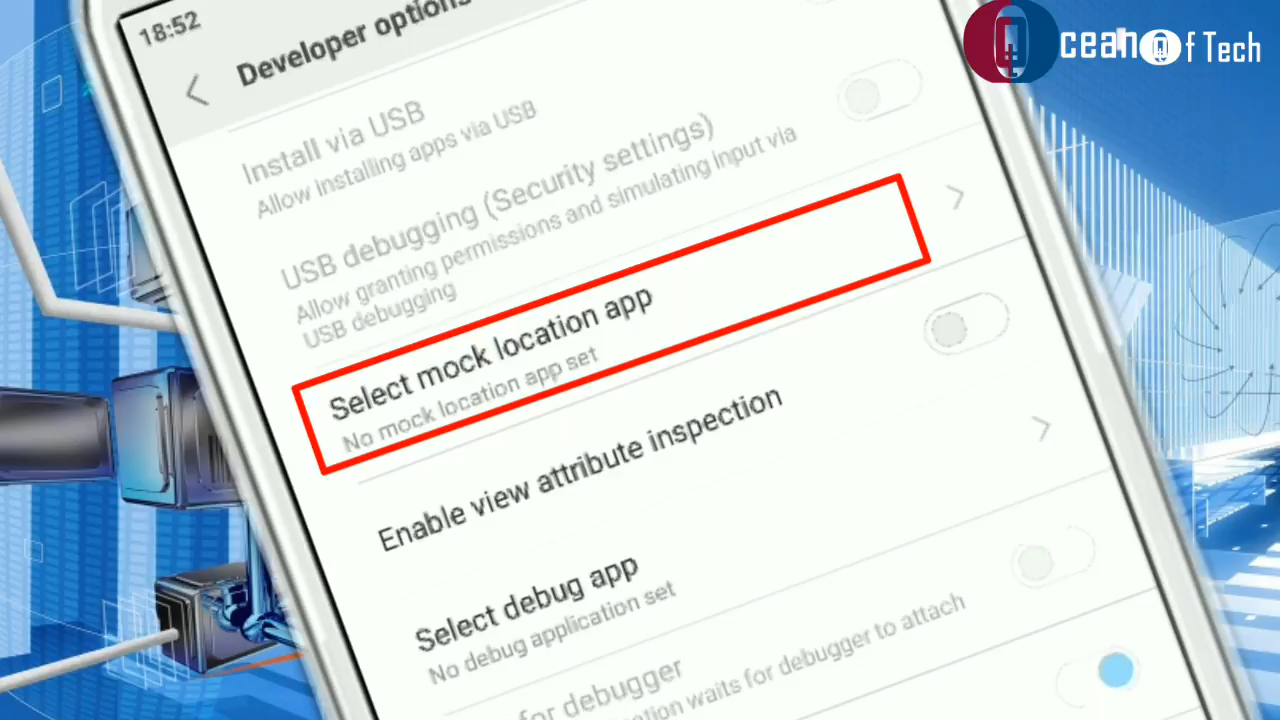 Ocean Of Tech
18:52
Developer options
Install via USB
Allow installing apps via USB
USB debugging (Security settings)
Allow granting permissions and simulating input via
USB debugging
Select mock location app
No mock location app set
Enable view attribute inspection
Select debug app
No debug application set
for debugger
waits for debugger to attach